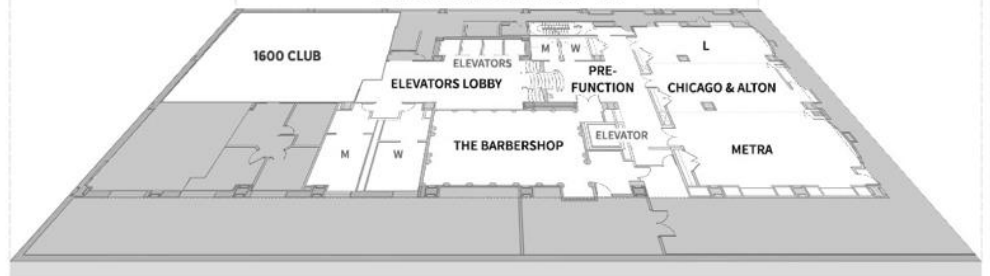 L
1600 CLUB
M
W
ELEVATORS
PRE-
FUNCTION
ELEVATORS LOBBY
CHICAGO & ALTON
ELEVATOR
THE BARBERSHOP
METRA
M
W